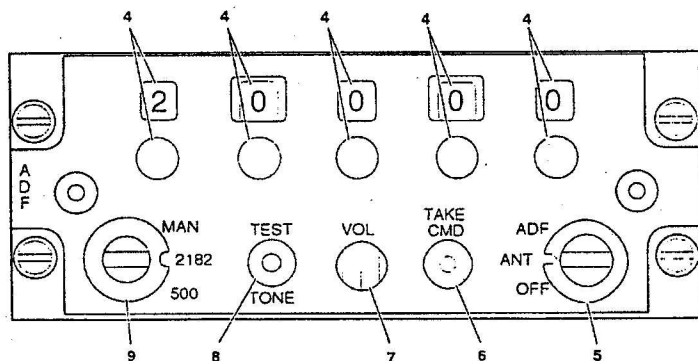 4 4 4 4 4
2 0 0 0 0
ADF
MAN TEST VOL TAKE CMD ADF
2182 ANT
500 TONE OFF
9 8 7 6 5